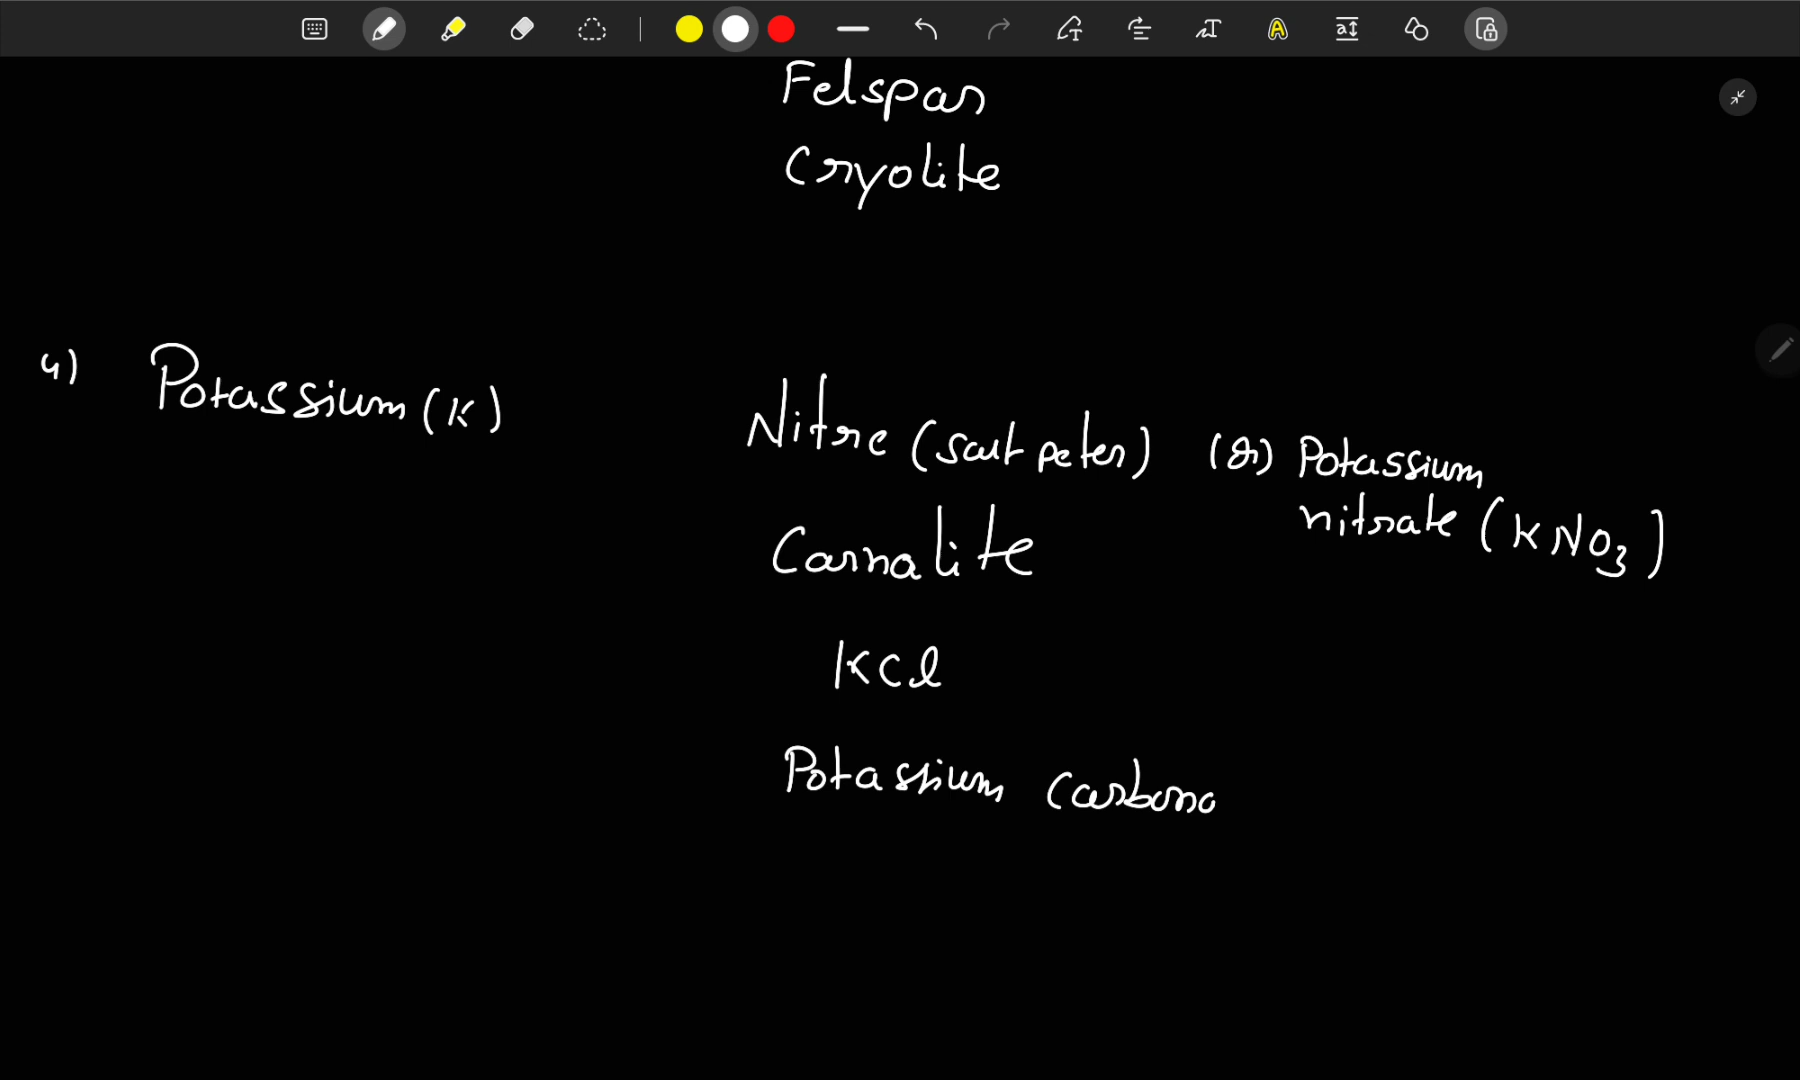 Felspar
Cryolite
4) Potassium (K)
Nitre (Salt peter) (or) Potassium
nitrate (KNO3)
Carnalite
KCl
Potassium Carbona